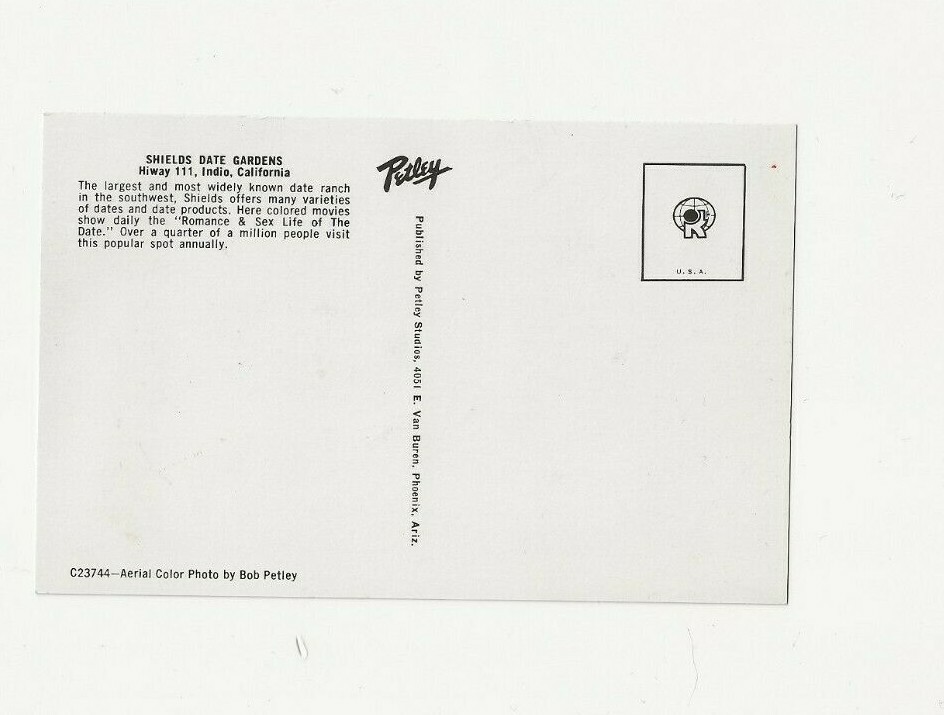 SHIELDS DATE GARDENS
Hiway 111, Indio, California
The largest and most widely known date ranch
in the southwest, Shields offers many varieties
of dates and date products. Here colored movies
show daily the "Romance & Sex Life of The
Date." Over a quarter of a million people visit
this popular spot annually.
C23744—Aerial Color Photo by Bob Petley
Petley
Published by Petley Studios, 4051 E. Van Buren, Phoenix, Ariz.
R
U.S.A.